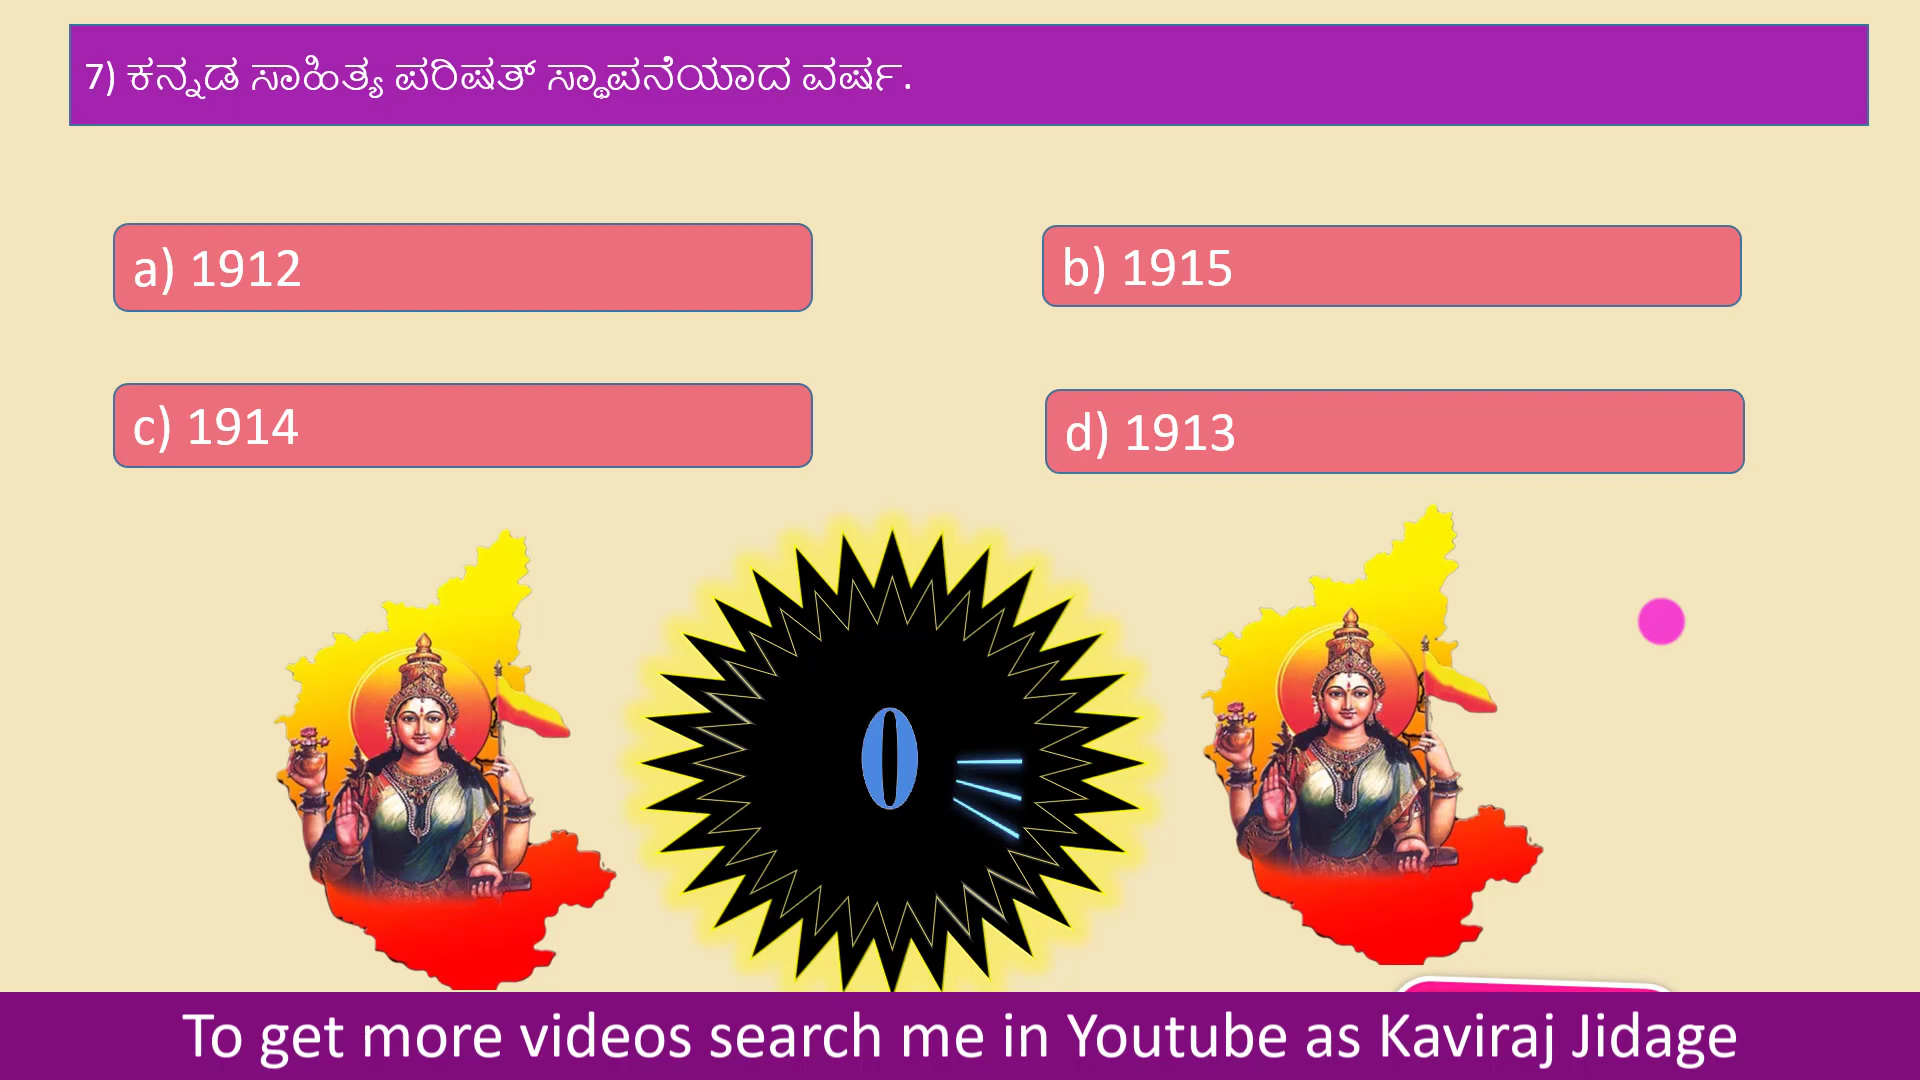 7) ಕನ್ನಡ ಸಾಹಿತ್ಯ ಪರಿಷತ್ ಸ್ಥಾಪನೆಯಾದ ವರ್ಷ.
a) 1912
b) 1915
c) 1914
d) 1913
0
To get more videos search me in Youtube as Kaviraj Jidage